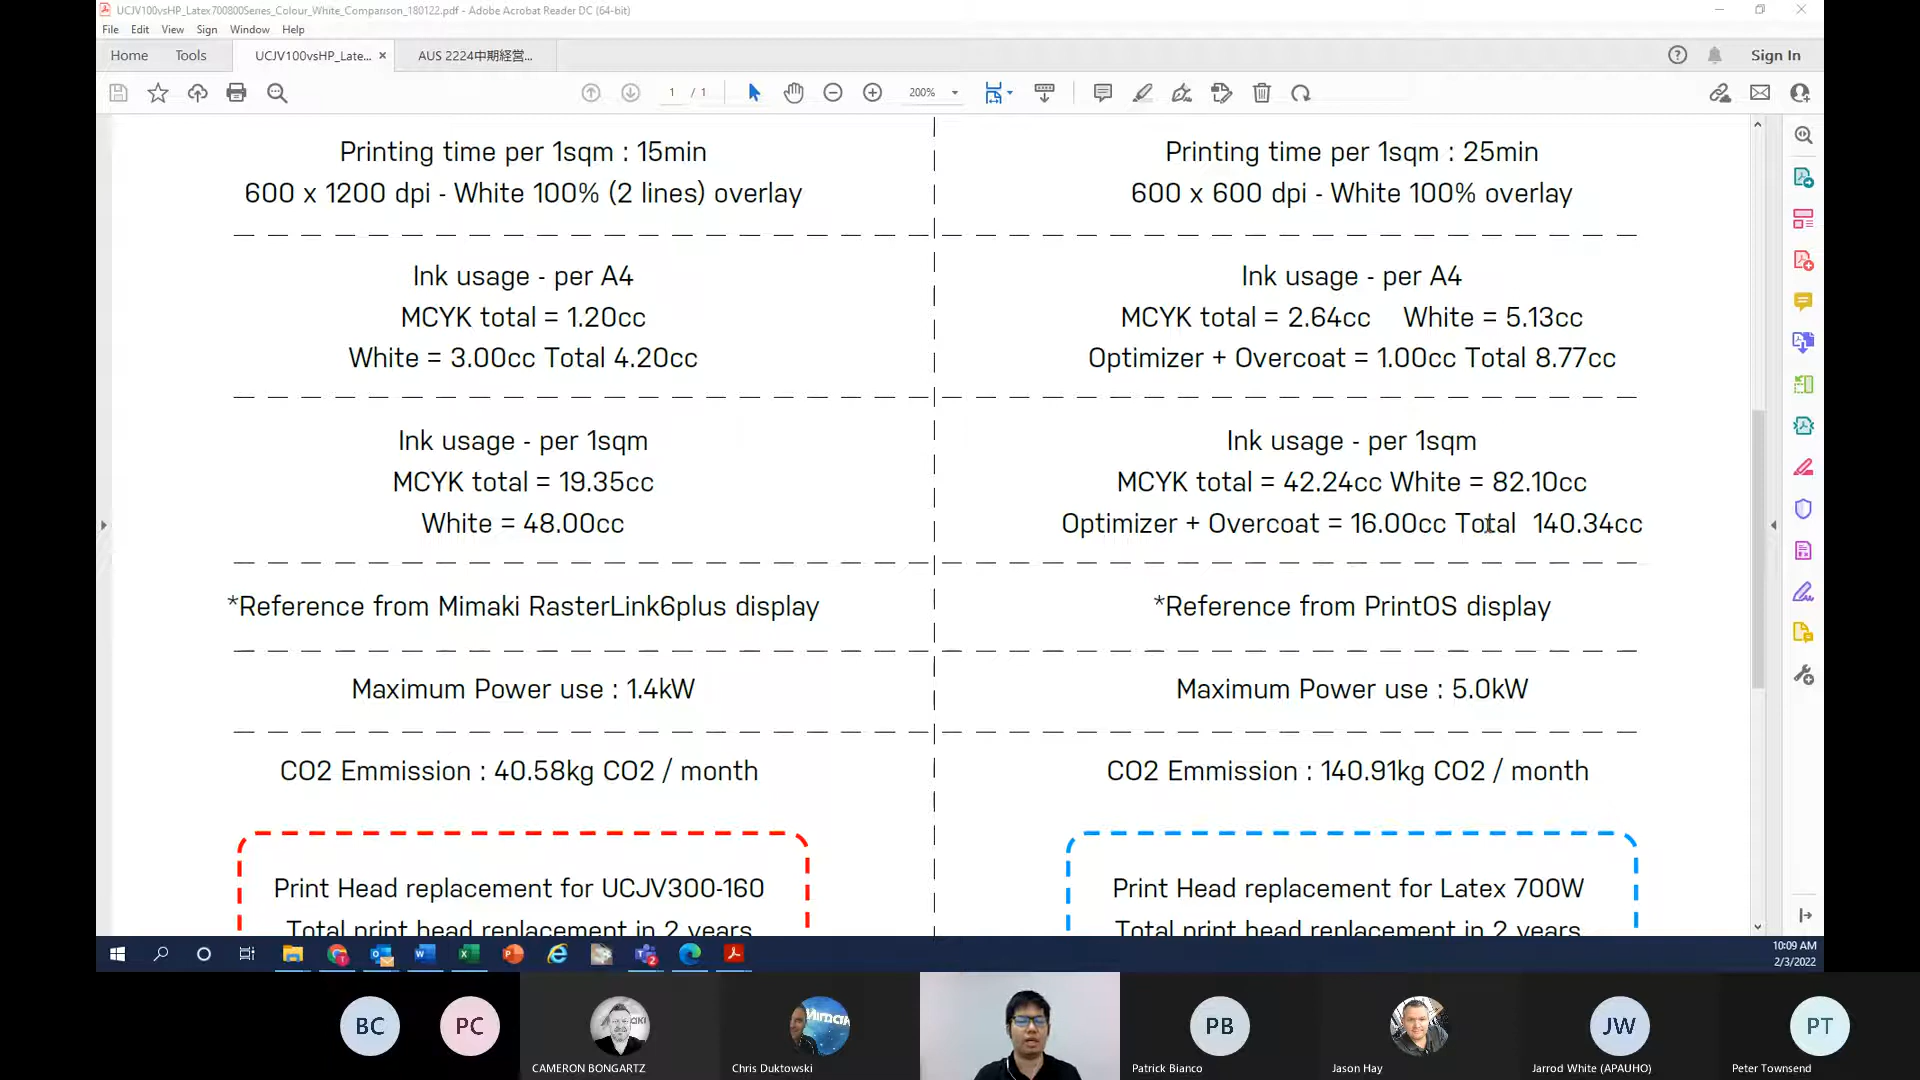 UCJV100vsHP_Latex700800Series_Colour_White_Comparison_180122.pdf - Adobe Acrobat Reader DC (64-bit)
File Edit View Sign Window Help
Home Tools UCJV100vsHP_Late... AUS 2224中期経営... Sign In
1 / 1 200%
Printing time per 1sqm : 15min
600 x 1200 dpi - White 100% (2 lines) overlay
Ink usage - per A4
MCYK total = 1.20cc
White = 3.00cc Total 4.20cc
Ink usage - per 1sqm
MCYK total = 19.35cc
White = 48.00cc
*Reference from Mimaki RasterLink6plus display
Maximum Power use : 1.4kW
CO2 Emmission : 40.58kg CO2 / month
Print Head replacement for UCJV300-160
Total print head replacement in 2 years
Printing time per 1sqm : 25min
600 x 600 dpi - White 100% overlay
Ink usage - per A4
MCYK total = 2.64cc White = 5.13cc
Optimizer + Overcoat = 1.00cc Total 8.77cc
Ink usage - per 1sqm
MCYK total = 42.24cc White = 82.10cc
Optimizer + Overcoat = 16.00cc Total 140.34cc
*Reference from PrintOS display
Maximum Power use : 5.0kW
CO2 Emmission : 140.91kg CO2 / month
Print Head replacement for Latex 700W
Total print head replacement in 2 years
10:09 AM
2/3/2022
BC
PC
CAMERON BONGARTZ
Chris Duktowski
PB
Patrick Bianco
Jason Hay
JW
Jarrod White (APAUHO)
PT
Peter Townsend